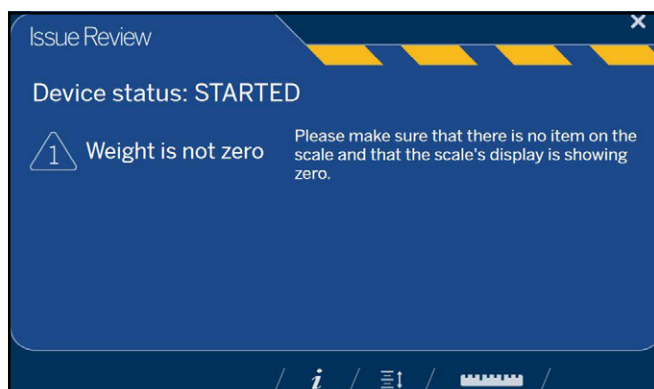 Issue Review
Device status: STARTED
1 Weight is not zero
Please make sure that there is no item on the
scale and that the scale's display is showing
zero.
i